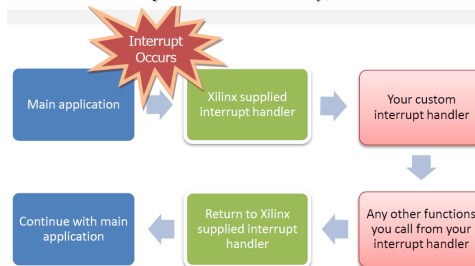 Interrupt
Occurs
Main application
Xilinx supplied
interrupt handler
Your custom
interrupt handler
Continue with main
application
Return to Xilinx
supplied interrupt
handler
Any other functions
you call from your
interrupt handler